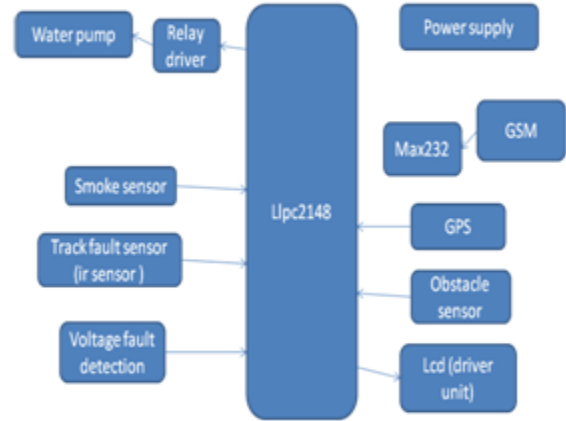 Water pump
Relay
driver
Power supply
GSM
Max232
Smoke sensor
Llpc2148
GPS
Track fault sensor
(ir sensor )
Obstacle
sensor
Voltage fault
detection
Lcd (driver
unit)